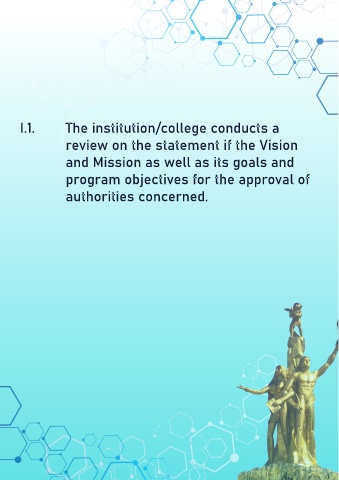 I.1. The institution/college conducts a
review on the statement if the Vision
and Mission as well as its goals and
program objectives for the approval of
authorities concerned.